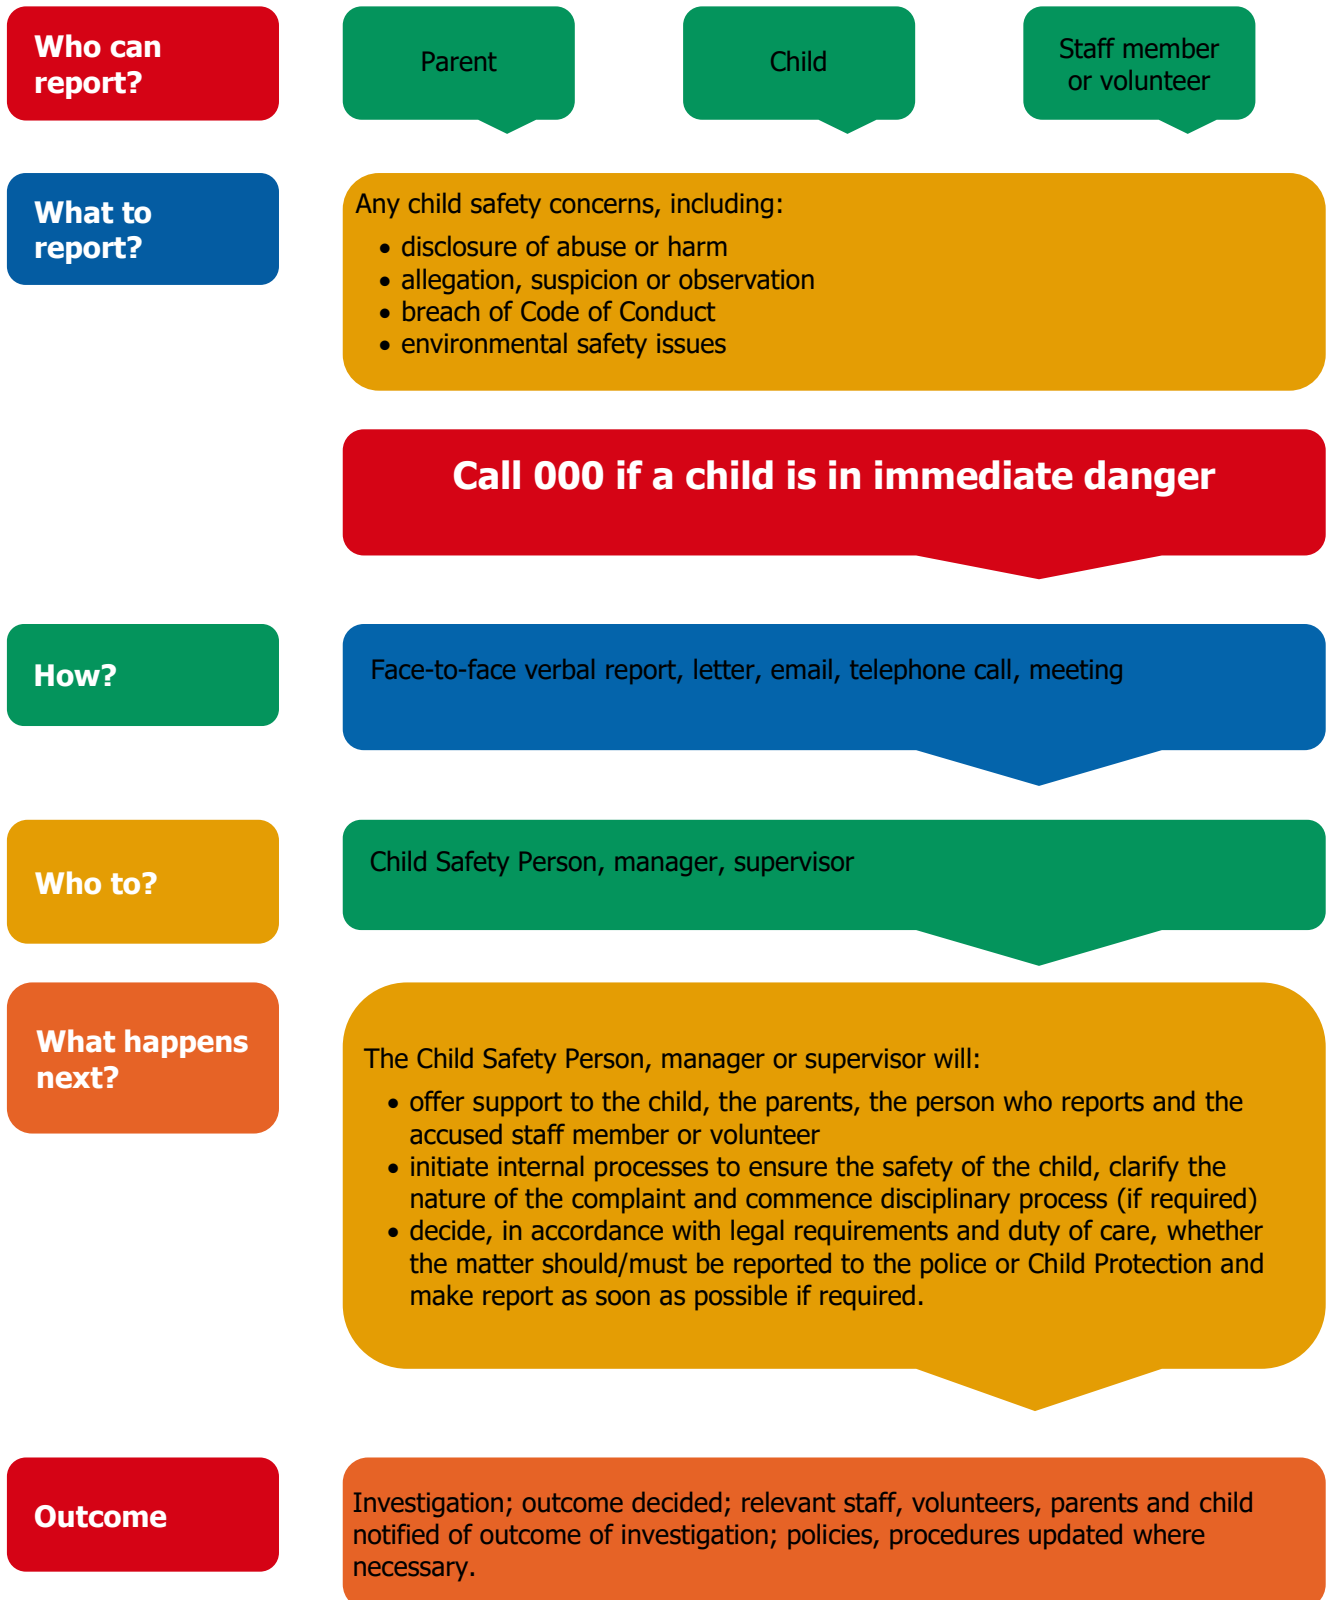 Who can
report?
Parent
Child
Staff member
or volunteer
What to
report?
Any child safety concerns, including:
• disclosure of abuse or harm
• allegation, suspicion or observation
• breach of Code of Conduct
• environmental safety issues
Call 000 if a child is in immediate danger
How?
Face-to-face verbal report, letter, email, telephone call, meeting
Who to?
Child Safety Person, manager, supervisor
What happens
next?
The Child Safety Person, manager or supervisor will:
• offer support to the child, the parents, the person who reports and the
accused staff member or volunteer
• initiate internal processes to ensure the safety of the child, clarify the
nature of the complaint and commence disciplinary process (if required)
• decide, in accordance with legal requirements and duty of care, whether
the matter should/must be reported to the police or Child Protection and
make report as soon as possible if required.
Outcome
Investigation; outcome decided; relevant staff, volunteers, parents and child
notified of outcome of investigation; policies, procedures updated where
necessary.